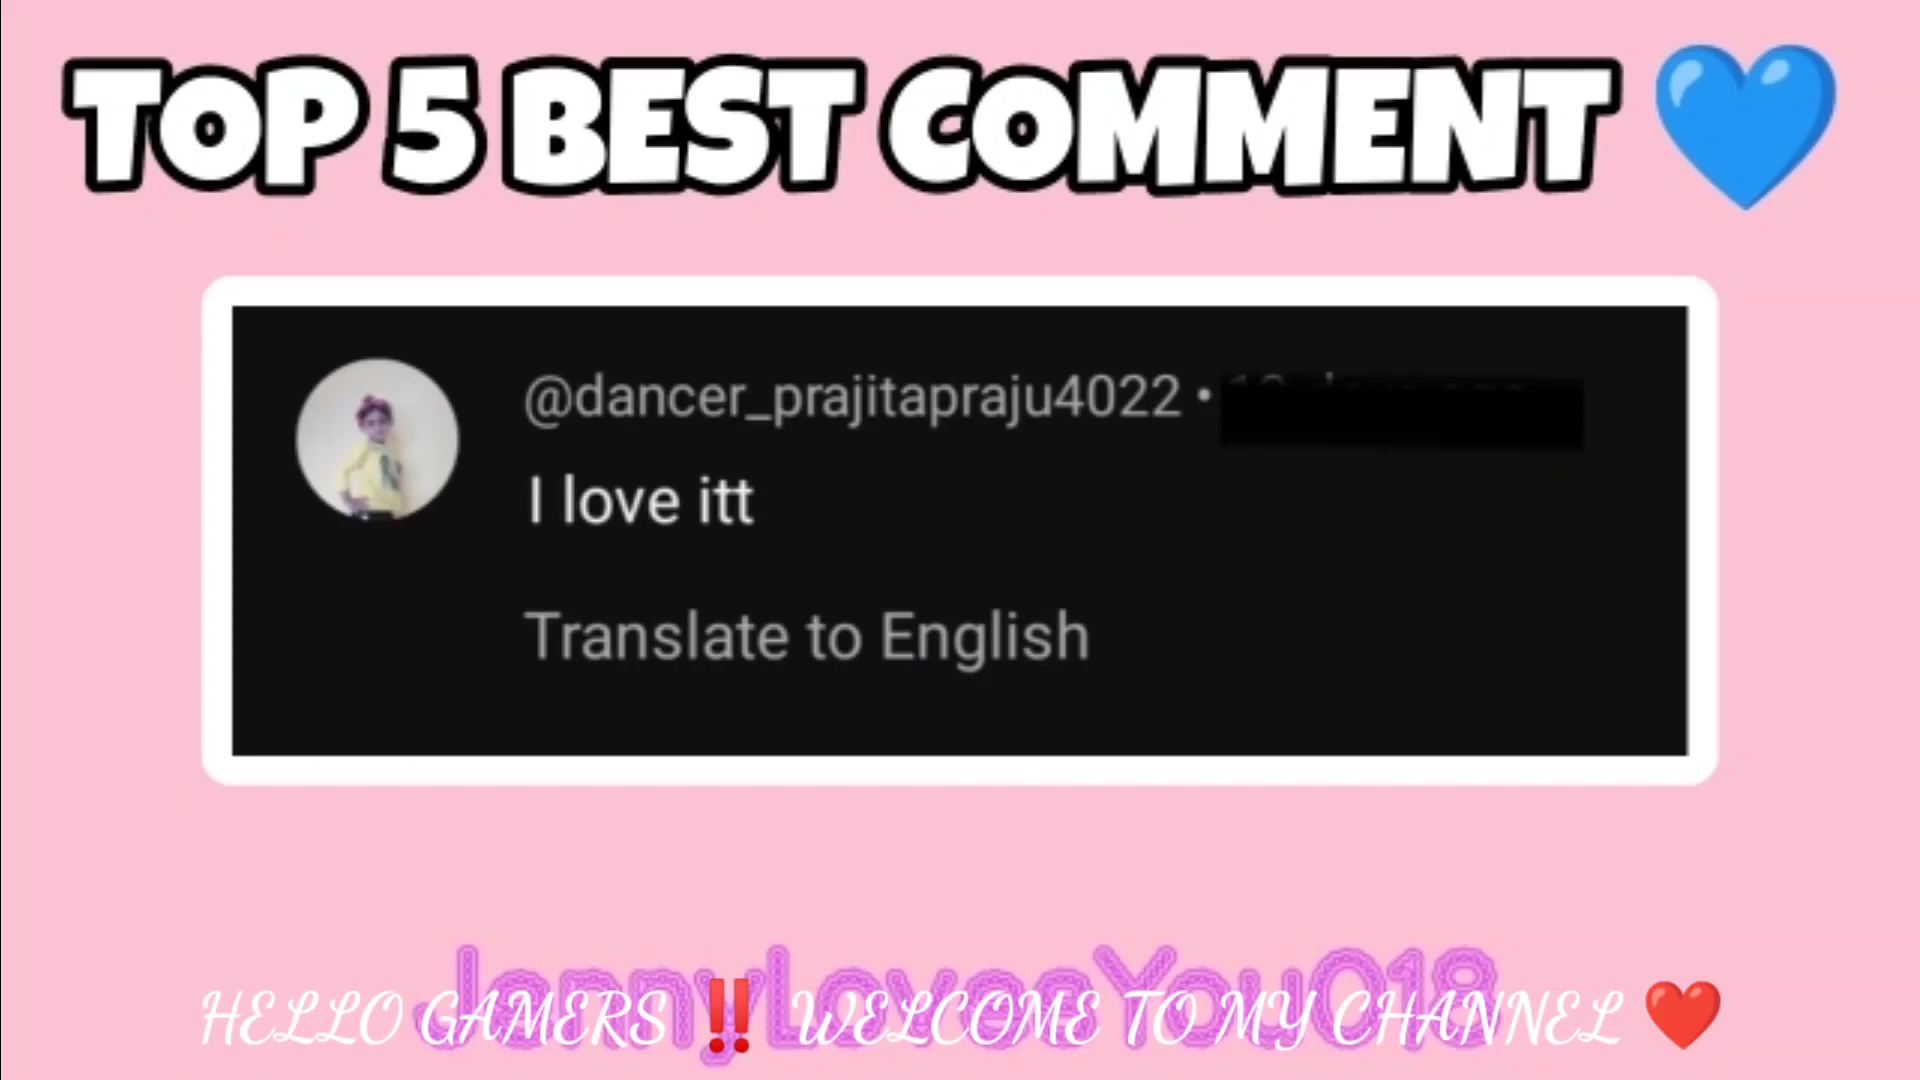 TOP 5 BEST COMMENT 💙
@dancer_prajitapraju4022 •
I love itt
Translate to English
JennyLovesYou018
HELLO GAMERS ‼️ WELCOME TO MY CHANNEL ❤️